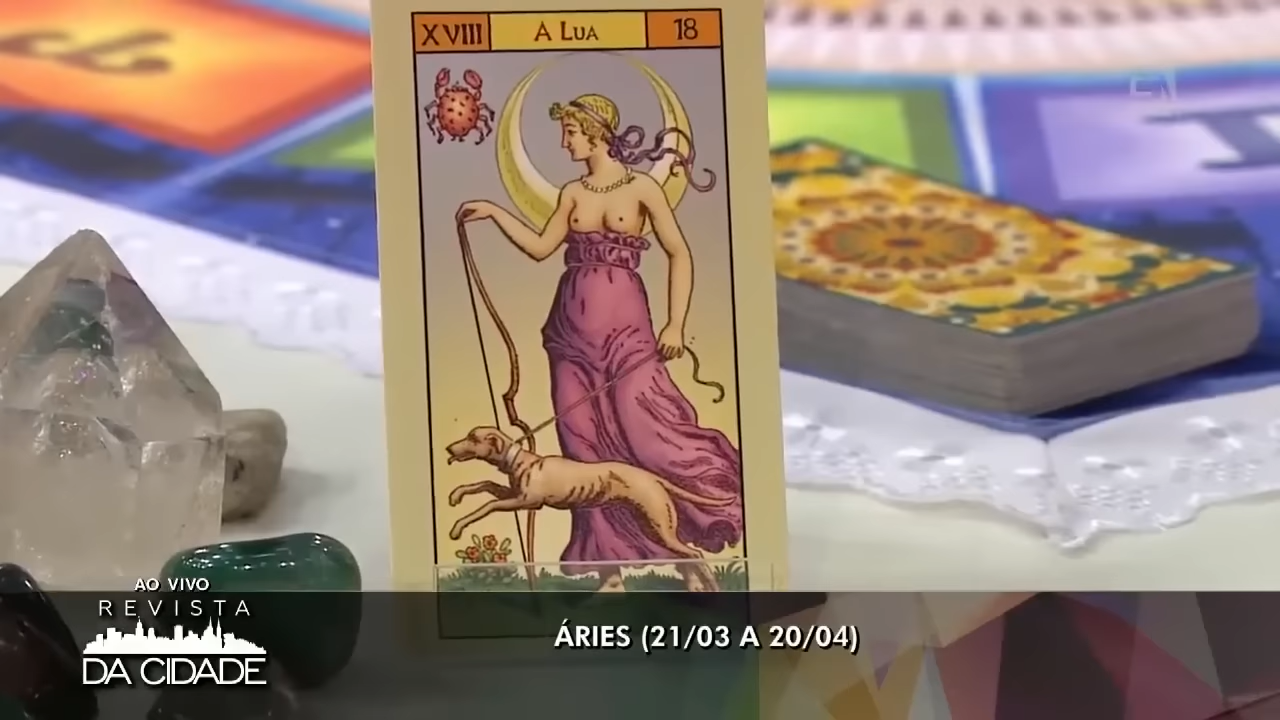 XVIII A LUA 18
AO VIVO
REVISTA
DA CIDADE
ÁRIES (21/03 A 20/04)